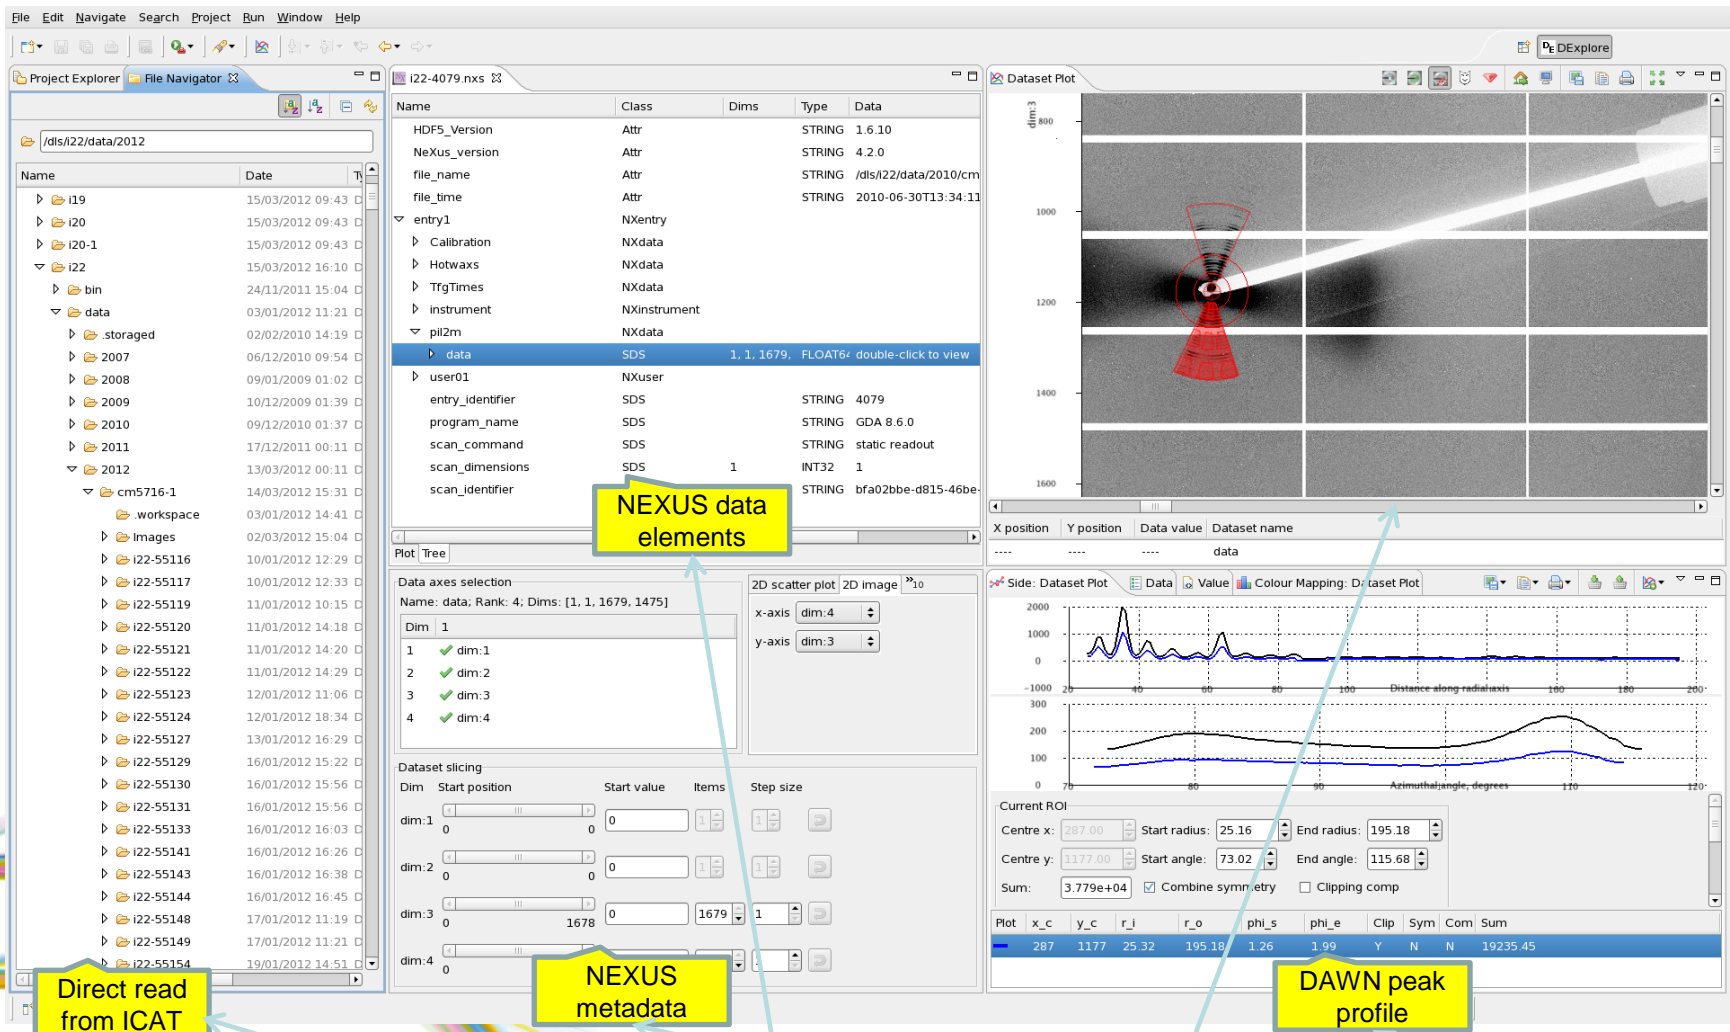 File Edit Navigate Search Project Run Window Help
DExplore
Project Explorer File Navigator
/dls/i22/data/2012
Name Date
i19 15/03/2012 09:43 D
i20 15/03/2012 09:43 D
i20-1 15/03/2012 09:43 D
i22 15/03/2012 16:10 D
bin 24/11/2011 15:04 D
data 03/01/2012 11:21 D
.storaged 02/02/2010 14:19 D
2007 06/12/2010 09:54 D
2008 09/01/2009 01:02 D
2009 10/12/2009 01:39 D
2010 09/12/2010 01:37 D
2011 17/12/2011 00:11 D
2012 13/03/2012 00:11 D
cm5716-1 14/03/2012 15:31 D
.workspace 03/01/2012 14:41 D
Images 02/03/2012 15:04 D
i22-55116 10/01/2012 12:29 D
i22-55117 10/01/2012 12:33 D
i22-55119 11/01/2012 10:15 D
i22-55120 11/01/2012 14:18 D
i22-55121 11/01/2012 14:20 D
i22-55122 11/01/2012 14:29 D
i22-55123 12/01/2012 11:06 D
i22-55124 12/01/2012 18:34 D
i22-55127 13/01/2012 16:29 D
i22-55129 16/01/2012 15:22 D
i22-55130 16/01/2012 15:56 D
i22-55131 16/01/2012 15:56 D
i22-55133 16/01/2012 16:03 D
i22-55141 16/01/2012 16:26 D
i22-55143 16/01/2012 16:38 D
i22-55144 16/01/2012 16:45 D
i22-55148 17/01/2012 11:19 D
i22-55149 17/01/2012 11:21 D
i22-55154 19/01/2012 14:51 D
Direct read
from ICAT
i22-4079.nxs
Name Class Dims Type Data
HDF5_Version Attr STRING 1.6.10
NeXus_version Attr STRING 4.2.0
file_name Attr STRING /dls/i22/data/2010/cm
file_time Attr STRING 2010-06-30T13:34:11
entry1 NXentry
Calibration NXdata
Hotwaxs NXdata
TfgTimes NXdata
instrument NXinstrument
pil2m NXdata
data SDS 1, 1, 1679, FLOAT64 double-click to view
user01 NXuser
entry_identifier SDS STRING 4079
program_name SDS STRING GDA 8.6.0
scan_command SDS STRING static readout
scan_dimensions SDS 1 INT32 1
scan_identifier STRING bfa02bbe-d815-46be-
NEXUS data
elements
Plot Tree
Data axes selection
Name: data; Rank: 4; Dims: [1, 1, 1679, 1475]
Dim 1
1 dim:1
2 dim:2
3 dim:3
4 dim:4
2D scatter plot 2D image »10
x-axis dim:4
y-axis dim:3
Dataset slicing
Dim Start position Start value Items Step size
dim:1 0 0 0 1 1
dim:2 0 0 0 1 1
dim:3 0 1678 0 1679 1
dim:4 0
NEXUS
metadata
Dataset Plot
dim:3
800
1000
1200
1400
1600
X position Y position Data value Dataset name
---- ---- ---- data
Side: Dataset Plot Data Value Colour Mapping: Dataset Plot
2000
1000
0
-1000 20 40 60 80 100 Distance along radial axis 160 180 200
300
200
100
0 70 80 90 Azimuthal angle, degrees 110 120
Current ROI
Centre x: 287.00 Start radius: 25.16 End radius: 195.18
Centre y: 1177.00 Start angle: 73.02 End angle: 115.68
Sum: 3.779e+04 Combine symmetry Clipping comp
Plot x_c y_c r_i r_o phi_s phi_e Clip Sym Com Sum
287 1177 25.32 195.18 1.26 1.99 Y N N 19235.45
DAWN peak
profile